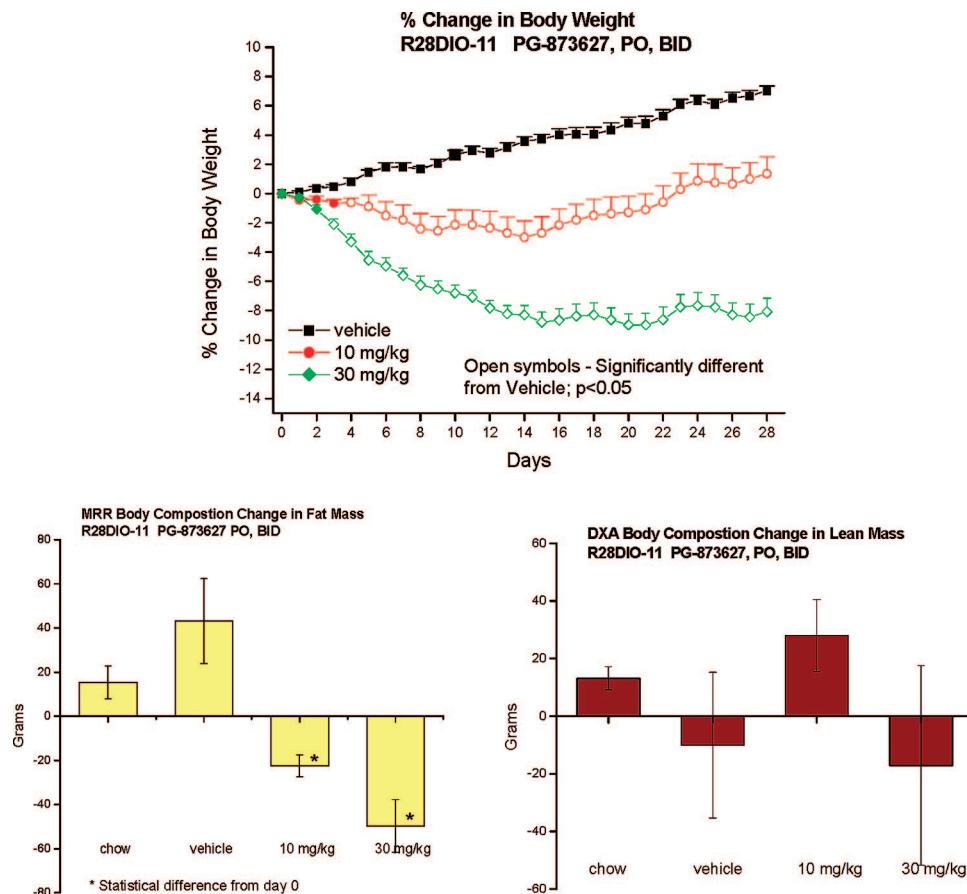 % Change in Body Weight
R28DIO-11 PG-873627, PO, BID
10
8
6
4
2
0
-2
-4
-6
-8
-10
-12
-14
% Change in Body Weight
vehicle
10 mg/kg
30 mg/kg
Open symbols - Significantly different
from Vehicle; p<0.05
0 2 4 6 8 10 12 14 16 18 20 22 24 26 28
Days
MRR Body Compostion Change in Fat Mass
R28DIO-11 PG-873627 PO, BID
80
60
40
20
0
-20
-40
-60
-80
Grams
*
*
chow vehicle 10 mg/kg 30 mg/kg
* Statistical difference from day 0
DXA Body Compostion Change in Lean Mass
R28DIO-11 PG-873627, PO, BID
60
40
20
0
-20
-40
-60
Grams
chow vehicle 10 mg/kg 30 mg/kg